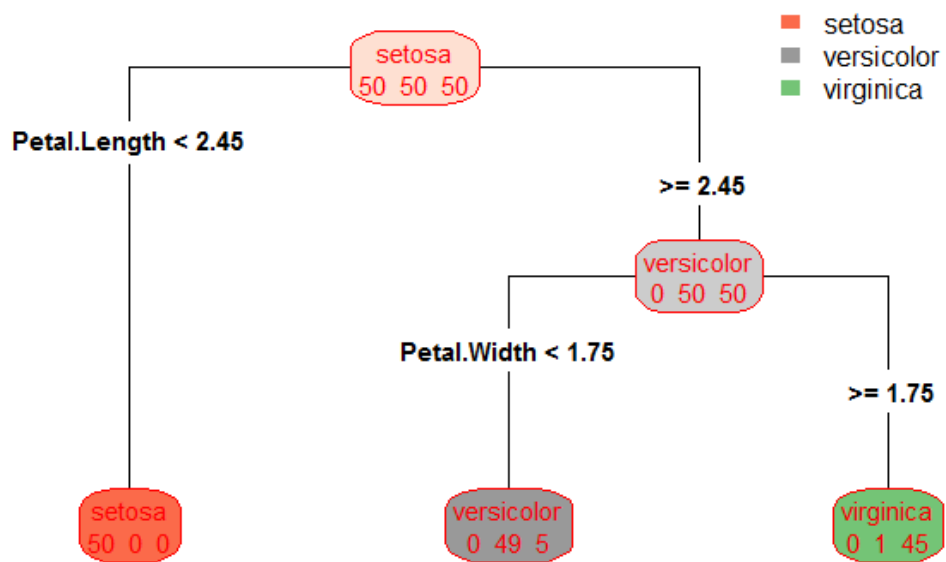 setosa
versicolor
virginica
setosa
50 50 50
Petal.Length < 2.45
>= 2.45
versicolor
0 50 50
Petal.Width < 1.75
>= 1.75
setosa
50 0 0
versicolor
0 49 5
virginica
0 1 45